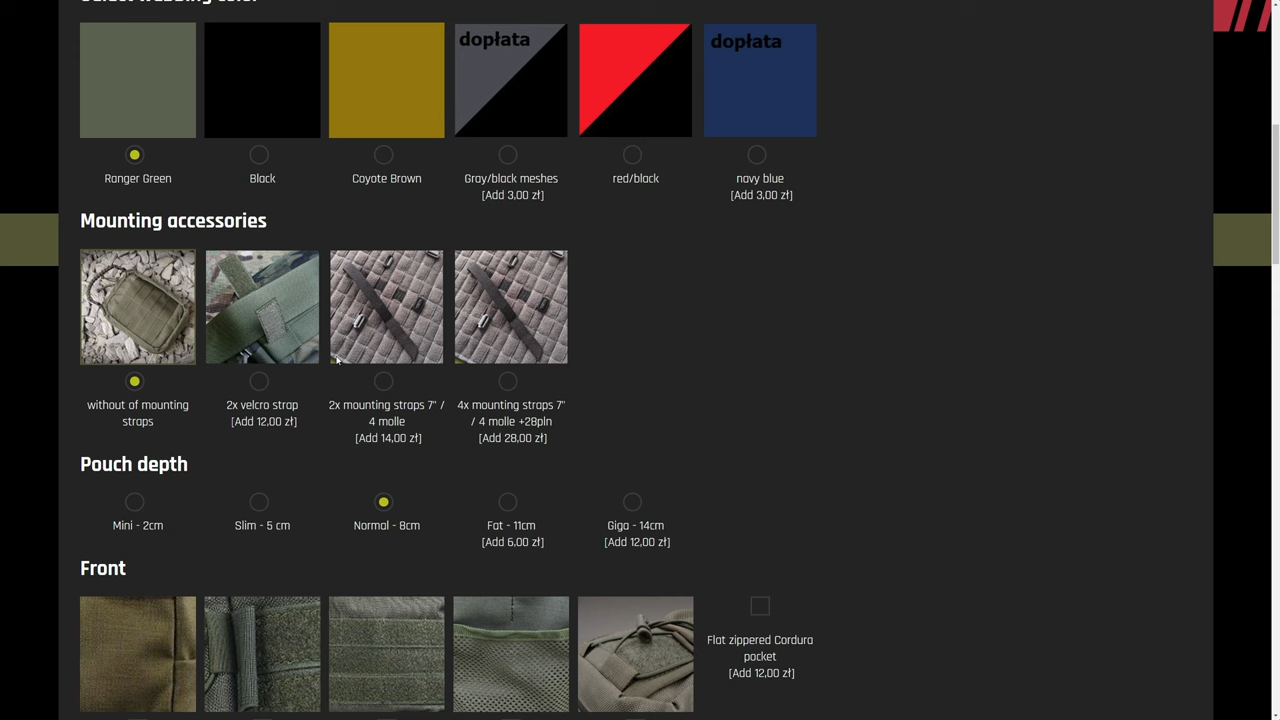 Select webbing color
dopłata
dopłata
Ranger Green
Black
Coyote Brown
Gray/black meshes
[Add 3,00 zł]
red/black
navy blue
[Add 3,00 zł]
Mounting accessories
without of mounting
straps
2x velcro strap
[Add 12,00 zł]
2x mounting straps 7" /
4 molle
[Add 14,00 zł]
4x mounting straps 7"
/ 4 molle +28pln
[Add 28,00 zł]
Pouch depth
Mini - 2cm
Slim - 5 cm
Normal - 8cm
Fat - 11cm
[Add 6,00 zł]
Giga - 14cm
[Add 12,00 zł]
Front
Flat zippered Cordura
pocket
[Add 12,00 zł]